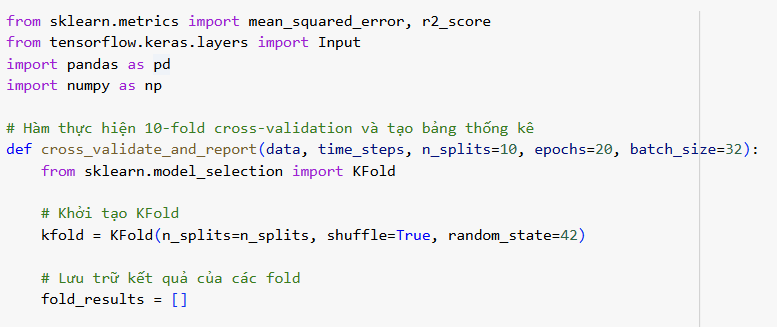 from sklearn.metrics import mean_squared_error, r2_score
from tensorflow.keras.layers import Input
import pandas as pd
import numpy as np

# Hàm thực hiện 10-fold cross-validation và tạo bảng thống kê
def cross_validate_and_report(data, time_steps, n_splits=10, epochs=20, batch_size=32):
    from sklearn.model_selection import KFold

    # Khởi tạo KFold
    kfold = KFold(n_splits=n_splits, shuffle=True, random_state=42)

    # Lưu trữ kết quả của các fold
    fold_results = []